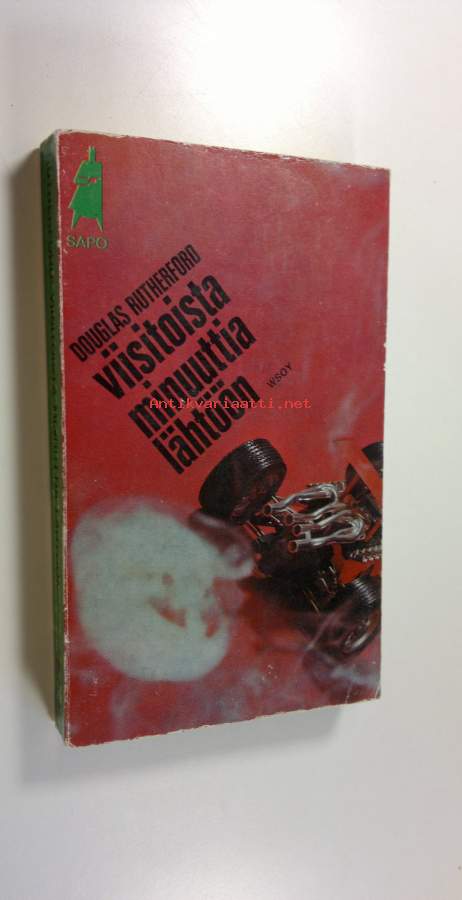 SAPO
DOUGLAS RUTHERFORD
viisitoista
minuuttia
lähtöön
WSOY
Antikvariaatti.net